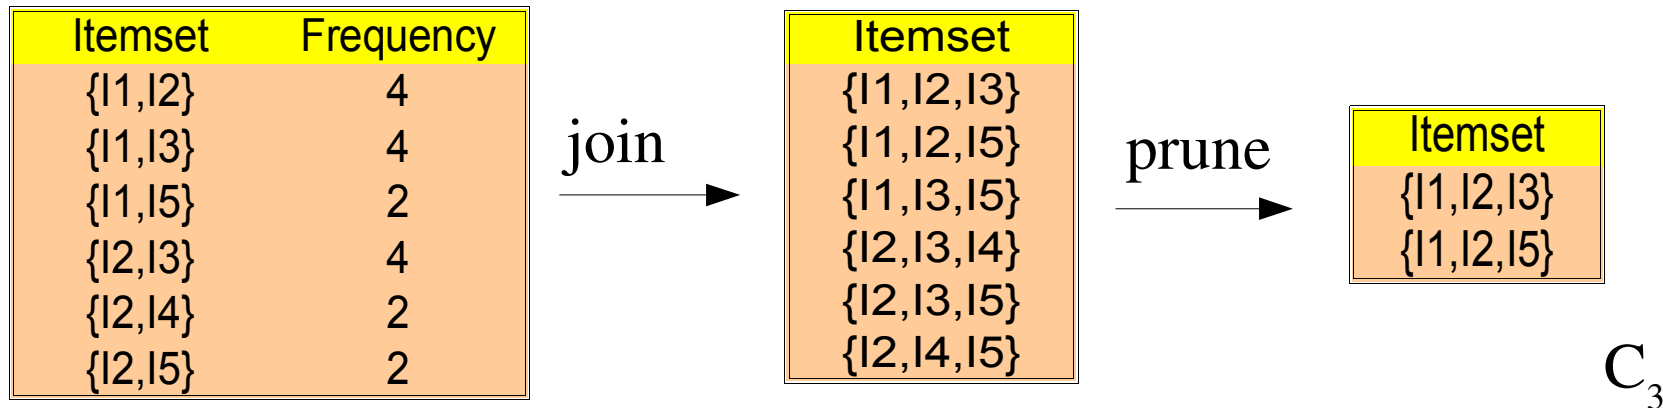 Itemset Frequency
{I1,I2} 4
{I1,I3} 4
{I1,I5} 2
{I2,I3} 4
{I2,I4} 2
{I2,I5} 2
join
Itemset
{I1,I2,I3}
{I1,I2,I5}
{I1,I3,I5}
{I2,I3,I4}
{I2,I3,I5}
{I2,I4,I5}
prune
Itemset
{I1,I2,I3}
{I1,I2,I5}
C3